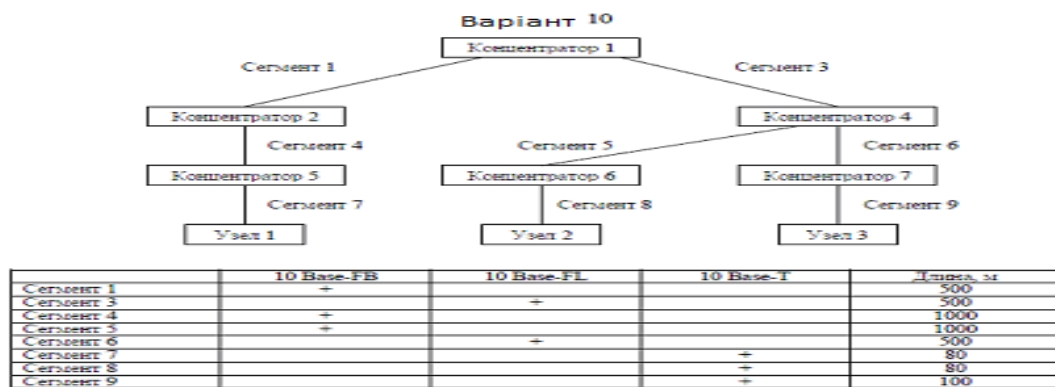 Варіант 10
Концентратор 1
Сегмент 1 Сегмент 3
Концентратор 2 Концентратор 4
Сегмент 4 Сегмент 5 Сегмент 6
Концентратор 5 Концентратор 6 Концентратор 7
Сегмент 7 Сегмент 8 Сегмент 9
Узел 1 Узел 2 Узел 3
10 Base-FB 10 Base-FL 10 Base-T Длина, м
Сегмент 1 + 500
Сегмент 3 + 500
Сегмент 4 + 1000
Сегмент 5 + 1000
Сегмент 6 + 500
Сегмент 7 + 80
Сегмент 8 + 80
Сегмент 9 + 100